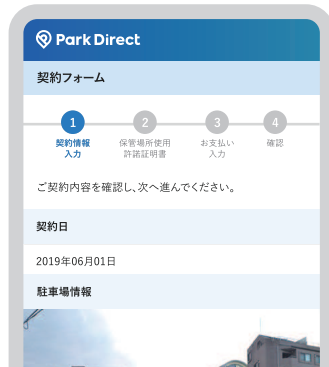 Park Direct
契約フォーム
1 2 3 4
契約情報 保管場所使用 お支払い 確認
入力 許諾証明書 入力
ご契約内容を確認し、次へ進んでください。
契約日
2019年06月01日
駐車場情報